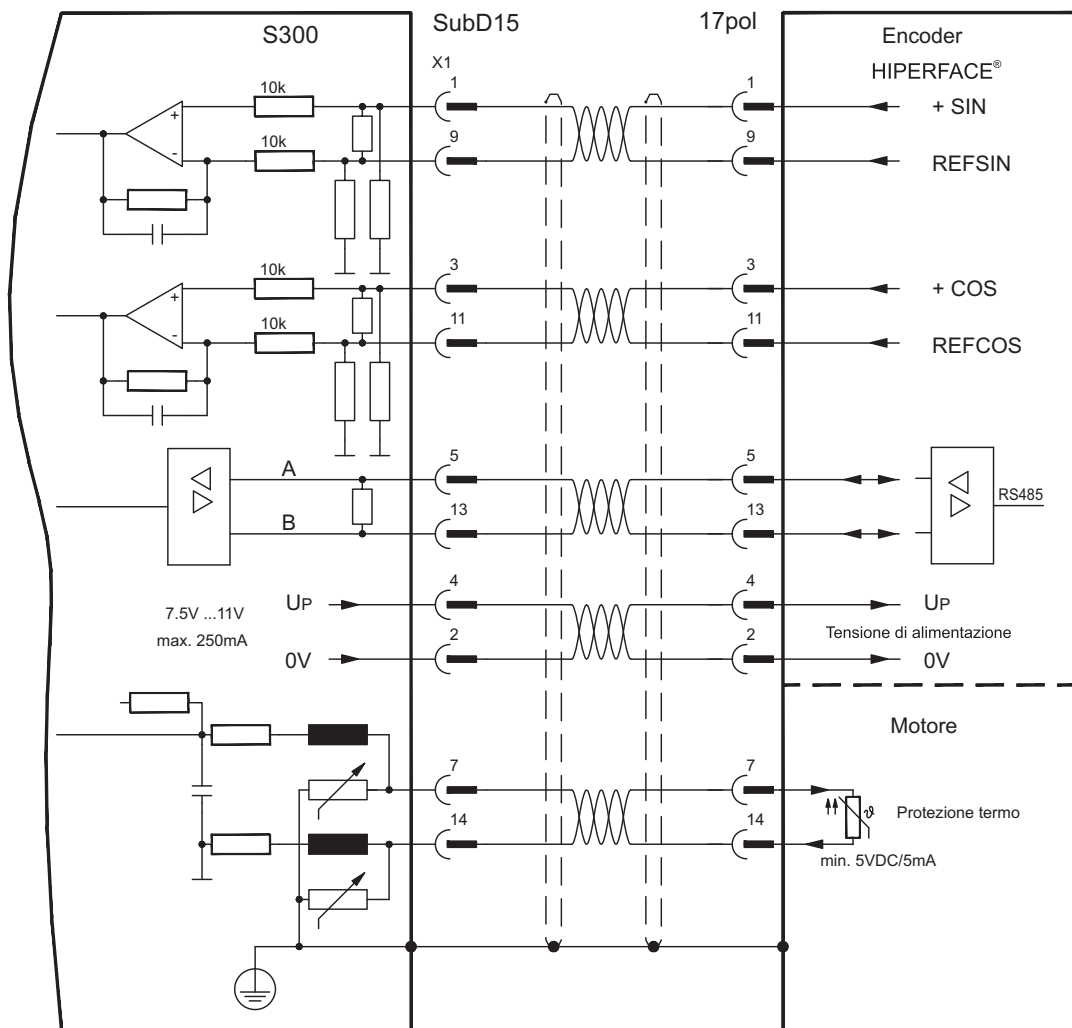 S300
SubD15
17pol
Encoder
HIPERFACE®
X1
10k
1
1
+ SIN
+
-
10k
9
9
REFSIN
10k
3
3
+ COS
+
-
10k
11
11
REFCOS
A
5
5
RS485
B
13
13
7.5V ...11V
max. 250mA
UP
4
4
UP
Tensione di alimentazione
0V
2
2
0V
Motore
7
7
ϑ
Protezione termo
14
14
min. 5VDC/5mA